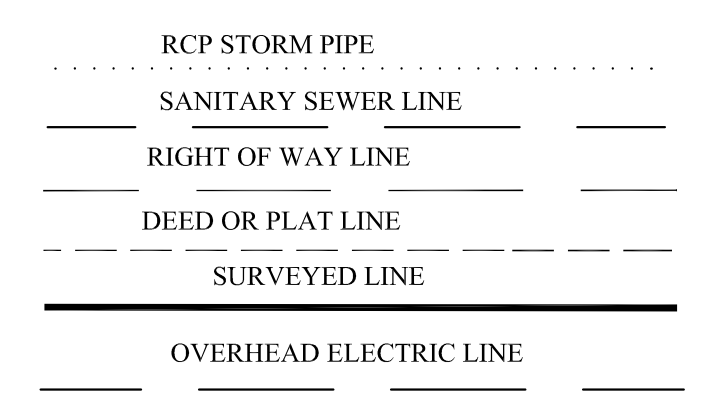 RCP STORM PIPE
SANITARY SEWER LINE
RIGHT OF WAY LINE
DEED OR PLAT LINE
SURVEYED LINE
OVERHEAD ELECTRIC LINE